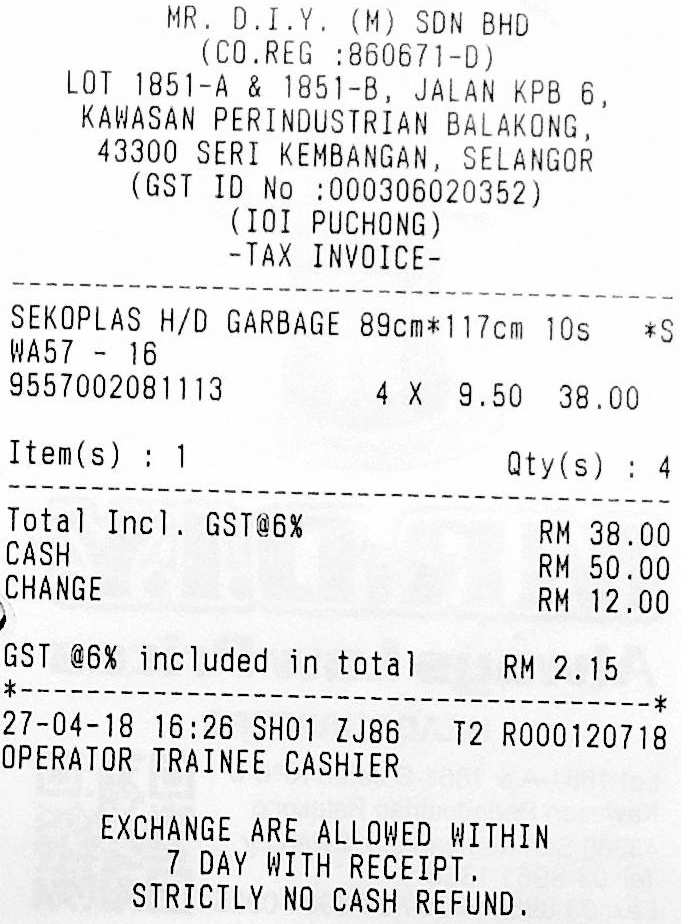 MR. D.I.Y. (M) SDN BHD
(CO.REG :860671-D)
LOT 1851-A & 1851-B, JALAN KPB 6,
KAWASAN PERINDUSTRIAN BALAKONG,
43300 SERI KEMBANGAN, SELANGOR
(GST ID No :000306020352)
(IOI PUCHONG)
-TAX INVOICE-
SEKOPLAS H/D GARBAGE 89cm*117cm 10s *S
WA57 - 16
9557002081113 4 X 9.50 38.00
Item(s) : 1 Qty(s) : 4
Total Incl. GST@6% RM 38.00
CASH RM 50.00
CHANGE RM 12.00
GST @6% included in total RM 2.15
27-04-18 16:26 SH01 ZJ86 T2 R000120718
OPERATOR TRAINEE CASHIER
EXCHANGE ARE ALLOWED WITHIN
7 DAY WITH RECEIPT.
STRICTLY NO CASH REFUND.